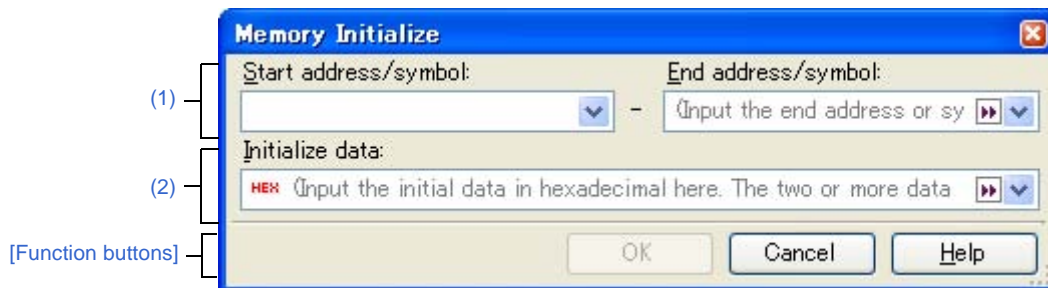 Memory Initialize
Start address/symbol: End address/symbol:
(1) - (Input the end address or sy
Initialize data:
(2) HEX (Input the initial data in hexadecimal here. The two or more data
[Function buttons] OK Cancel Help